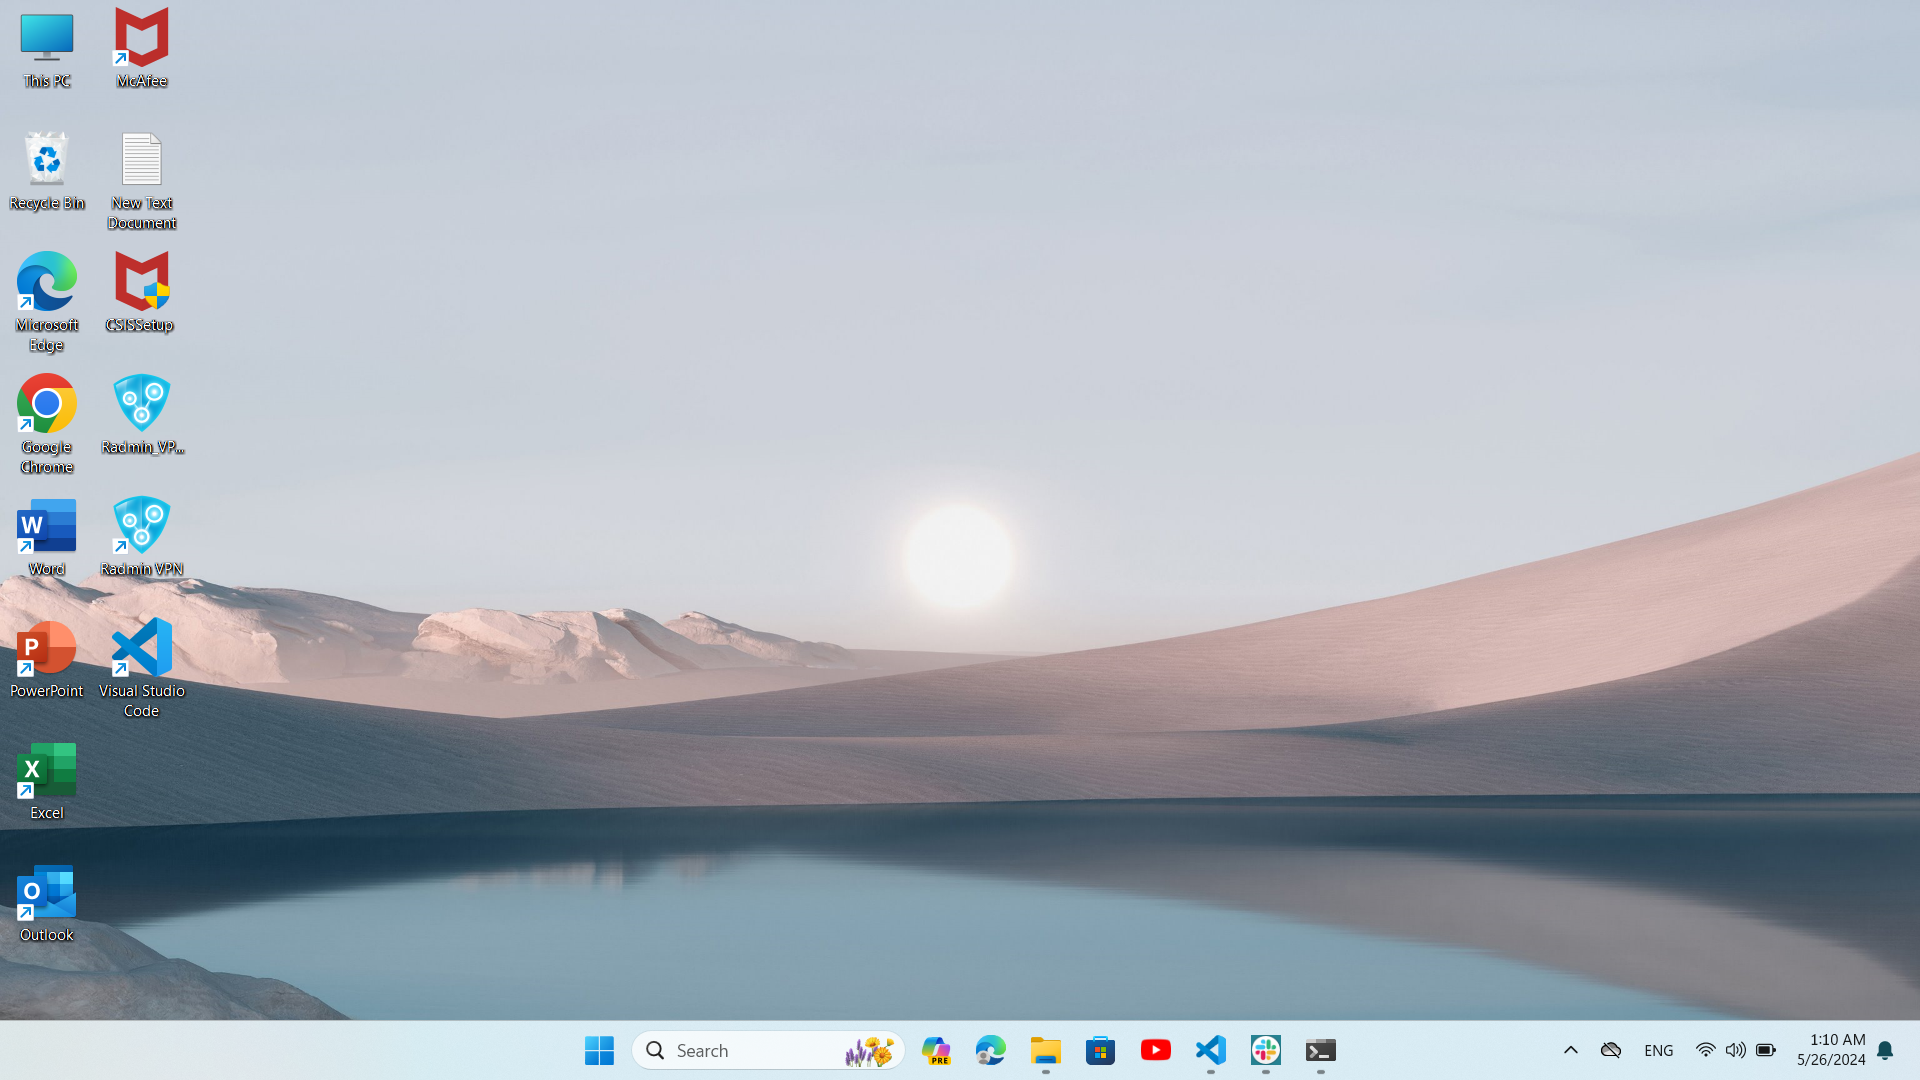 This PC
McAfee
Recycle Bin
New Text
Document
Microsoft
Edge
CSISSetup
Google
Chrome
Radmin_VP...
W
Word
Radmin VPN
P
PowerPoint
Visual Studio
Code
X
Excel
O
Outlook
Search
PRE
ENG
1:10 AM
5/26/2024